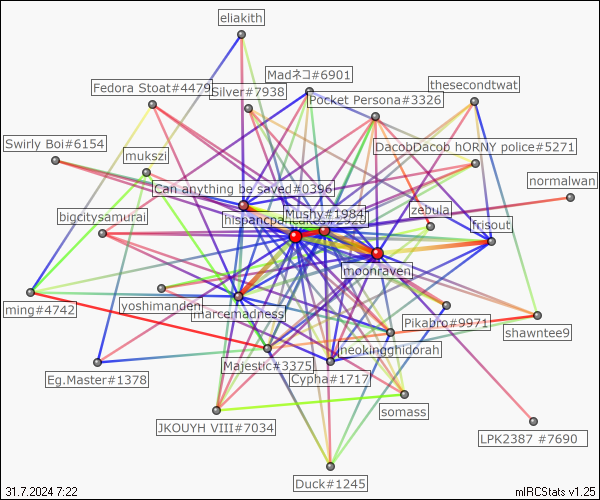 eliakith
Madネコ#6901
Fedora Stoat#4479
Silver#7938
thesecondtwat
Pocket Persona#3326
Swirly Boi#6154
mukszi
DacobDacob hORNY police#5271
Can anything be saved#0396
normalwan
bigcitysamurai
Mushy#1984
zebula
frisout
moonraven
ming#4742
yoshimanden
marcemadness
Pikabro#9971
shawntee9
neokingghidorah
Majestic#3375
Eg.Master#1378
Cypha#1717
somass
JKOUYH VIII#7034
LPK2387 #7690
Duck#1245
31.7.2024 7:22
mIRCStats v1.25